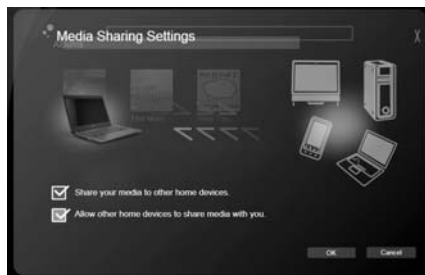 Media Sharing Settings
X
Share your media to other home devices.
Allow other home devices to share media with you.
OK Cancel